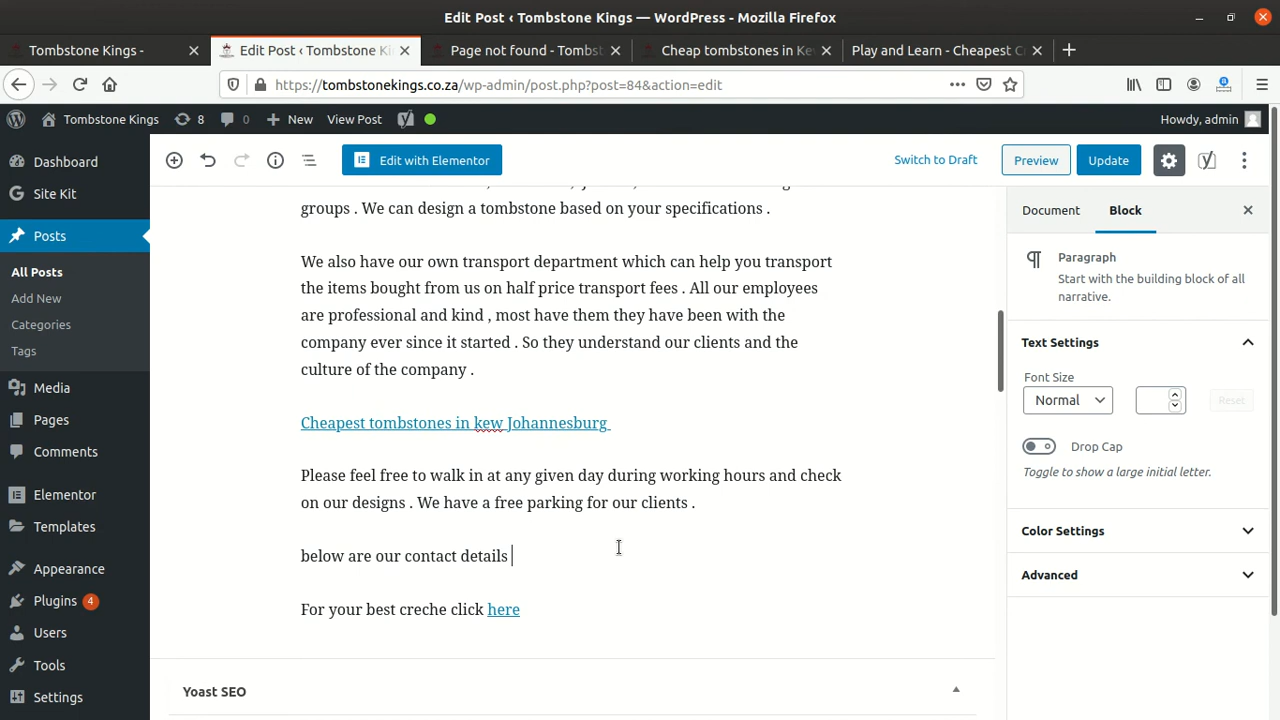 Edit Post ‹ Tombstone Kings — WordPress - Mozilla Firefox
Tombstone Kings -
Edit Post ‹ Tombstone Ki
Page not found - Tombst
Cheap tombstones in Ke
Play and Learn - Cheapest C
https://tombstonekings.co.za/wp-admin/post.php?post=84&action=edit
Tombstone Kings
8
0
New
View Post
Howdy, admin
Dashboard
Site Kit
Posts
All Posts
Add New
Categories
Tags
Media
Pages
Comments
Elementor
Templates
Appearance
Plugins 4
Users
Tools
Settings
Edit with Elementor
Switch to Draft
Preview
Update
groups . We can design a tombstone based on your specifications .
We also have our own transport department which can help you transport
the items bought from us on half price transport fees . All our employees
are professional and kind , most have them they have been with the
company ever since it started . So they understand our clients and the
culture of the company .
Cheapest tombstones in kew Johannesburg
Please feel free to walk in at any given day during working hours and check
on our designs . We have a free parking for our clients .
below are our contact details
For your best creche click here
Yoast SEO
Document
Block
Paragraph
Start with the building block of all
narrative.
Text Settings
Font Size
Normal
Reset
Drop Cap
Toggle to show a large initial letter.
Color Settings
Advanced